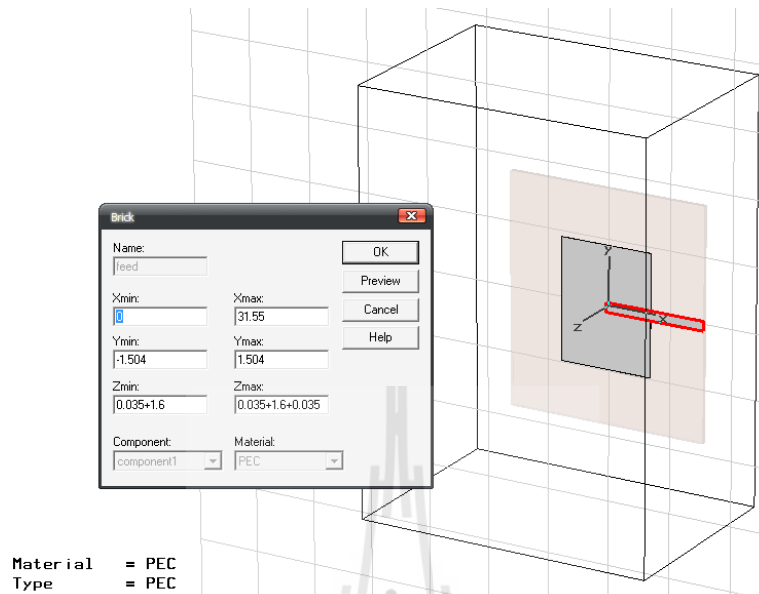 Brick
Name:
feed
OK
Preview
Xmin: Xmax:
0 31.55
Cancel
Help
Ymin: Ymax:
-1.504 1.504
Zmin: Zmax:
0.035+1.6 0.035+1.6+0.035
Component: Material:
component1 PEC
y
x
z
Material = PEC
Type = PEC